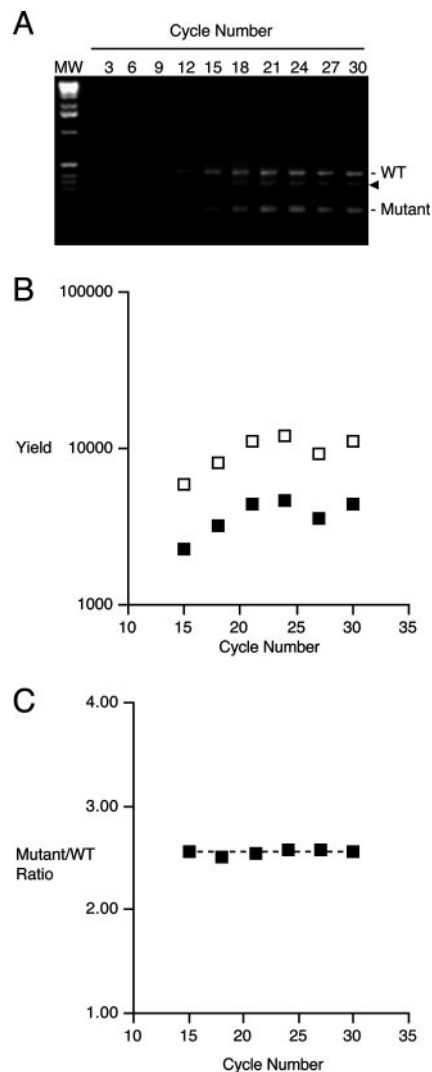 A
Cycle Number
MW 3 6 9 12 15 18 21 24 27 30
- WT
- Mutant
B
100000
Yield 10000
1000
10 15 20 25 30 35
Cycle Number
C
4.00
3.00
Mutant/WT
Ratio
2.00
1.00
10 15 20 25 30 35
Cycle Number